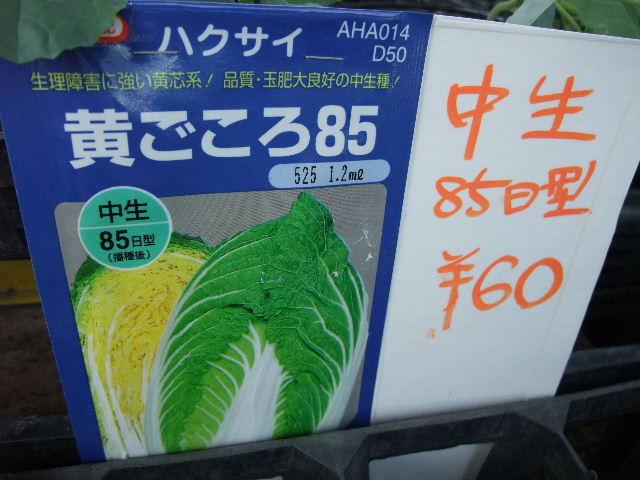 ハクサイ
AHA014
D50
生理障害に強い黄芯系! 品質・玉肥大良好の中生種!
黄ごころ85
525 1.2mℓ
中生
85日型
(播種後)
中生
85日型
¥60